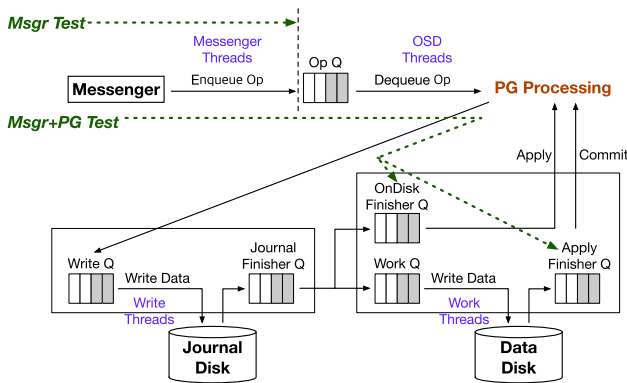 Msgr Test
Messenger
Threads
Op Q
OSD
Threads
Messenger
Enqueue Op
Dequeue Op
PG Processing
Msgr+PG Test
Apply
Commit
OnDisk
Finisher Q
Journal
Finisher Q
Apply
Finisher Q
Write Q
Write Data
Work Q
Write Data
Write
Threads
Work
Threads
Journal
Disk
Data
Disk